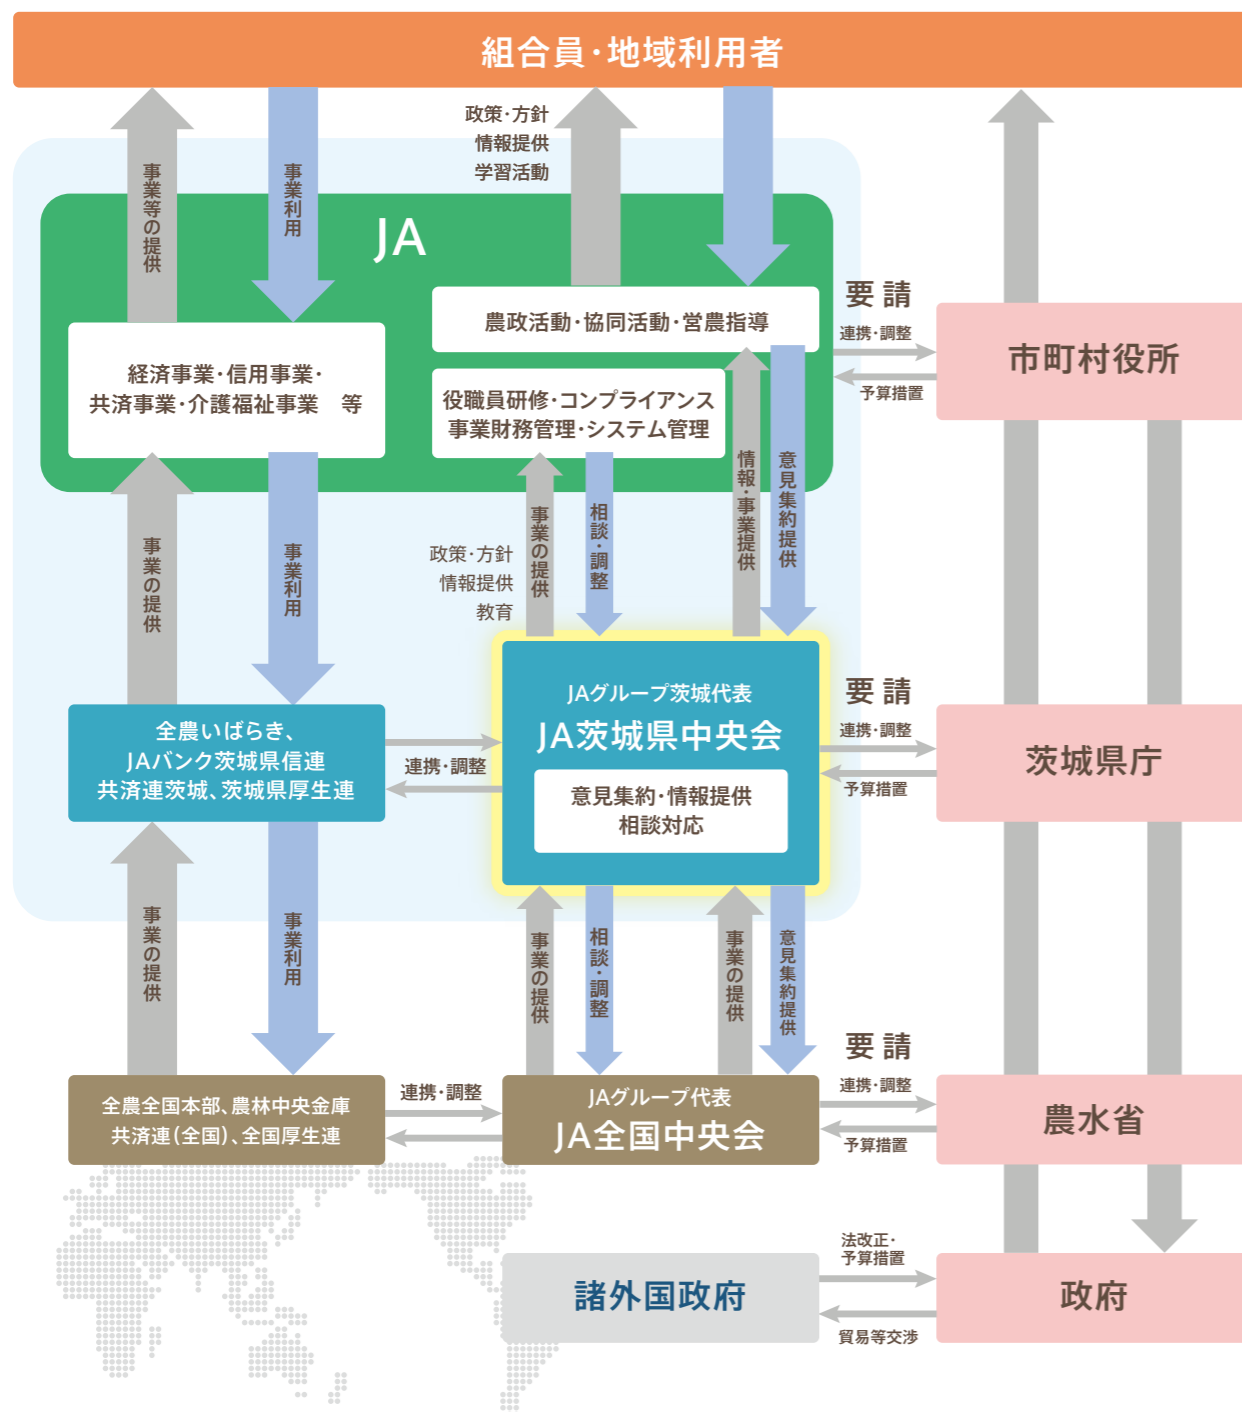 組合員・地域利用者
政策・方針
情報提供
学習活動
事業等の提供
事業利用
JA
農政活動・協同活動・営農指導
経済事業・信用事業・
共済事業・介護福祉事業　等
役職員研修・コンプライアンス
事業財務管理・システム管理
要請
連携・調整
予算措置
市町村役所
事業の提供
事業利用
政策・方針
情報提供
教育
事業の提供
相談・調整
情報・事業提供
意見集約提供
全農いばらき、
JAバンク茨城県信連
共済連茨城、茨城県厚生連
連携・調整
JAグループ茨城代表
JA茨城県中央会
意見集約・情報提供
相談対応
要請
連携・調整
予算措置
茨城県庁
事業の提供
事業利用
事業の提供
相談・調整
事業の提供
意見集約提供
全農全国本部、農林中央金庫
共済連（全国）、全国厚生連
連携・調整
JAグループ代表
JA全国中央会
要請
連携・調整
予算措置
農水省
諸外国政府
法改正・
予算措置
貿易等交渉
政府